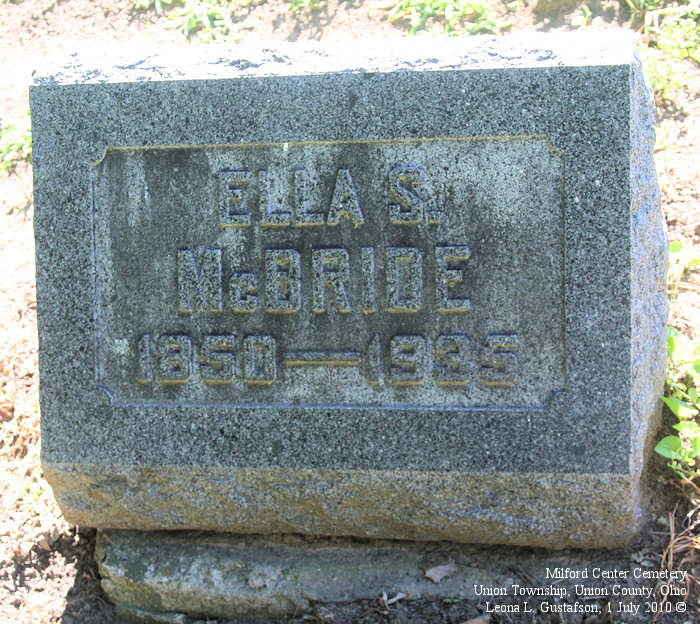 ELLA S.
McBRIDE
1850—1935
Milford Center Cemetery
Union Township, Union County, Ohio
Leona L. Gustafson, 1 July 2010 ©